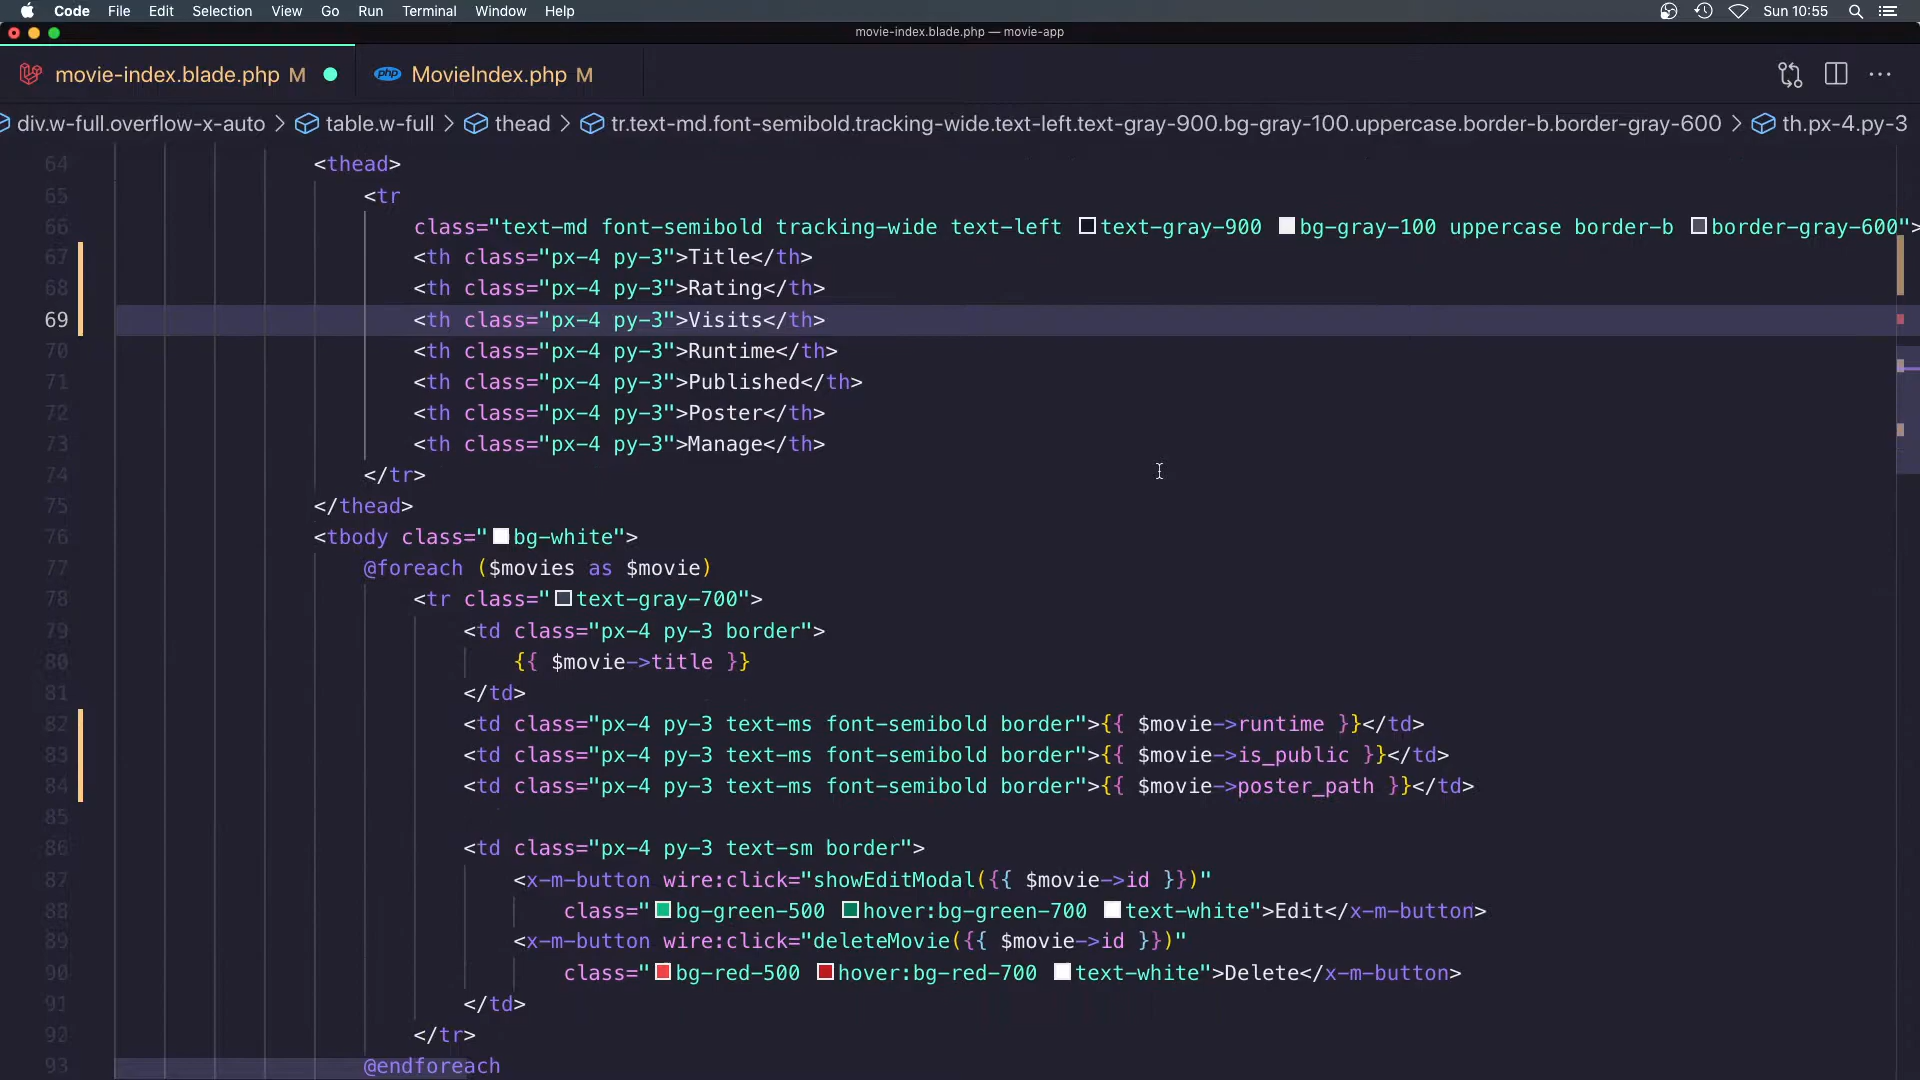 Code File Edit Selection View Go Run Terminal Window Help Sun 10:55
movie-index.blade.php — movie-app
movie-index.blade.php M php MovieIndex.php M
div.w-full.overflow-x-auto > table.w-full > thead > tr.text-md.font-semibold.tracking-wide.text-left.text-gray-900.bg-gray-100.uppercase.border-b.border-gray-600 > th.px-4.py-3
64 <thead>
65 <tr
66 class="text-md font-semibold tracking-wide text-left text-gray-900 bg-gray-100 uppercase border-b border-gray-600">
67 <th class="px-4 py-3">Title</th>
68 <th class="px-4 py-3">Rating</th>
69 <th class="px-4 py-3">Visits</th>
70 <th class="px-4 py-3">Runtime</th>
71 <th class="px-4 py-3">Published</th>
72 <th class="px-4 py-3">Poster</th>
73 <th class="px-4 py-3">Manage</th>
74 </tr>
75 </thead>
76 <tbody class="bg-white">
77 @foreach ($movies as $movie)
78 <tr class="text-gray-700">
79 <td class="px-4 py-3 border">
80 {{ $movie->title }}
81 </td>
82 <td class="px-4 py-3 text-ms font-semibold border">{{ $movie->runtime }}</td>
83 <td class="px-4 py-3 text-ms font-semibold border">{{ $movie->is_public }}</td>
84 <td class="px-4 py-3 text-ms font-semibold border">{{ $movie->poster_path }}</td>
85
86 <td class="px-4 py-3 text-sm border">
87 <x-m-button wire:click="showEditModal({{ $movie->id }})"
88 class="bg-green-500 hover:bg-green-700 text-white">Edit</x-m-button>
89 <x-m-button wire:click="deleteMovie({{ $movie->id }})"
90 class="bg-red-500 hover:bg-red-700 text-white">Delete</x-m-button>
91 </td>
92 </tr>
93 @endforeach